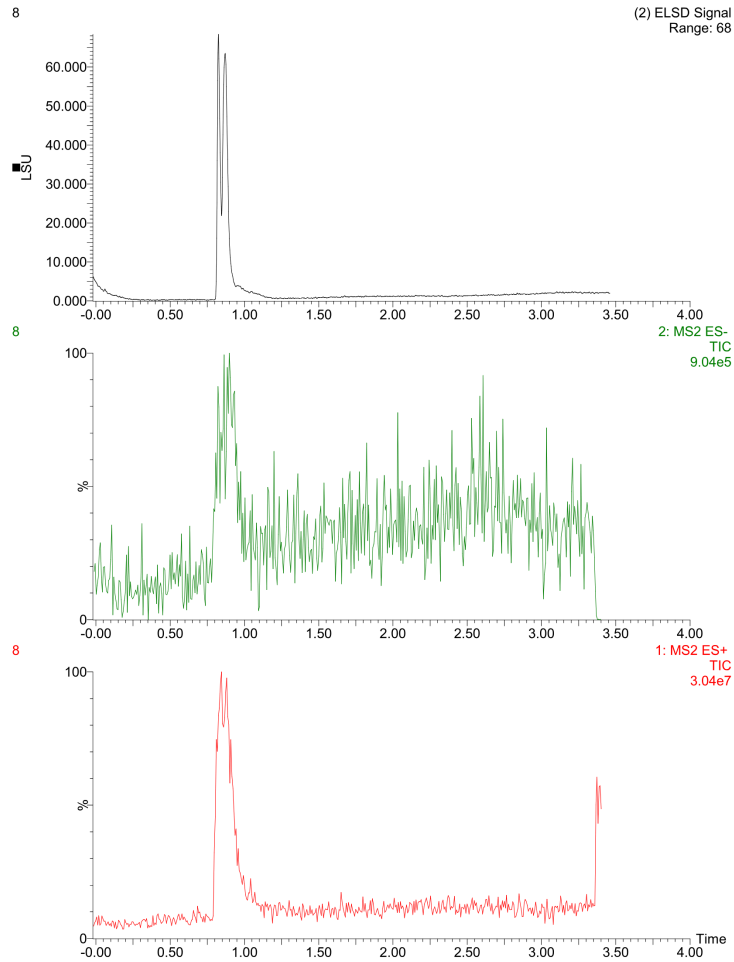 8
(2) ELSD Signal
Range: 68
LSU
60.000
50.000
40.000
30.000
20.000
10.000
0.000
-0.00 0.50 1.00 1.50 2.00 2.50 3.00 3.50 4.00
8
2: MS2 ES-
TIC
9.04e5
100
%
0
-0.00 0.50 1.00 1.50 2.00 2.50 3.00 3.50 4.00
8
1: MS2 ES+
TIC
3.04e7
100
%
0
Time
-0.00 0.50 1.00 1.50 2.00 2.50 3.00 3.50 4.00